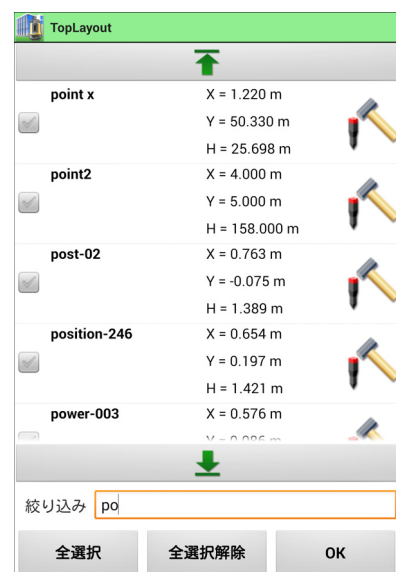 TopLayout
point x X = 1.220 m
Y = 50.330 m
H = 25.698 m
point2 X = 4.000 m
Y = 5.000 m
H = 158.000 m
post-02 X = 0.763 m
Y = -0.075 m
H = 1.389 m
position-246 X = 0.654 m
Y = 0.197 m
H = 1.421 m
power-003 X = 0.576 m
絞り込み po
全選択 全選択解除 OK